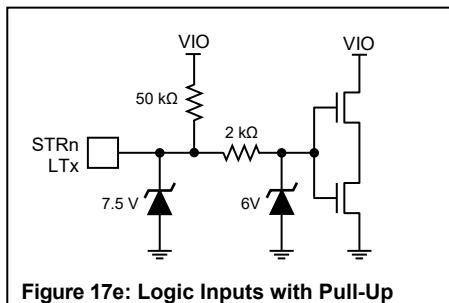 VIO
VIO
50 kΩ
2 kΩ
STRn
LTx
7.5 V
6V
Figure 17e: Logic Inputs with Pull-Up